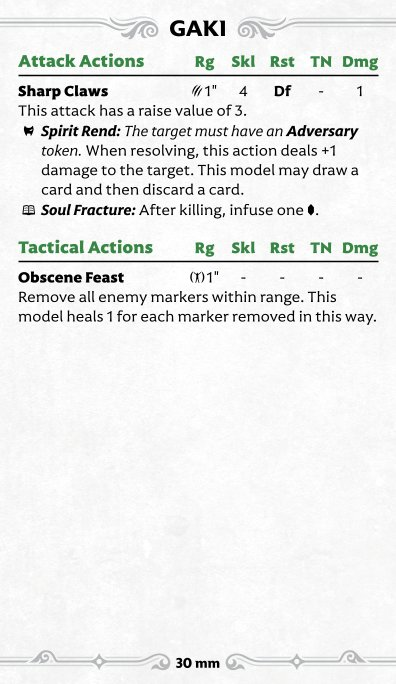 GAKI
Attack Actions Rg Skl Rst TN Dmg
Sharp Claws 1" 4 Df - 1
This attack has a raise value of 3.
Spirit Rend: The target must have an Adversary
token. When resolving, this action deals +1
damage to the target. This model may draw a
card and then discard a card.
Soul Fracture: After killing, infuse one .
Tactical Actions Rg Skl Rst TN Dmg
Obscene Feast 1" - - - -
Remove all enemy markers within range. This
model heals 1 for each marker removed in this way.
30 mm